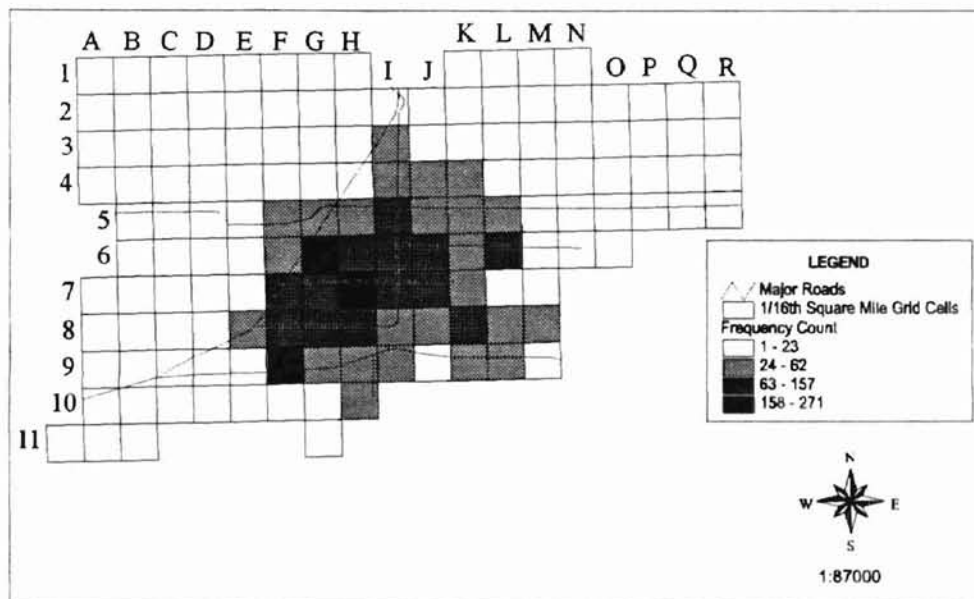 A B C D E F G H I J K L M N O P Q R
1
2
3
4
5
6
7
8
9
10
11
LEGEND
Major Roads
1/16th Square Mile Grid Cells
Frequency Count
1 - 23
24 - 62
63 - 157
158 - 271
N
W E
S
1:87000